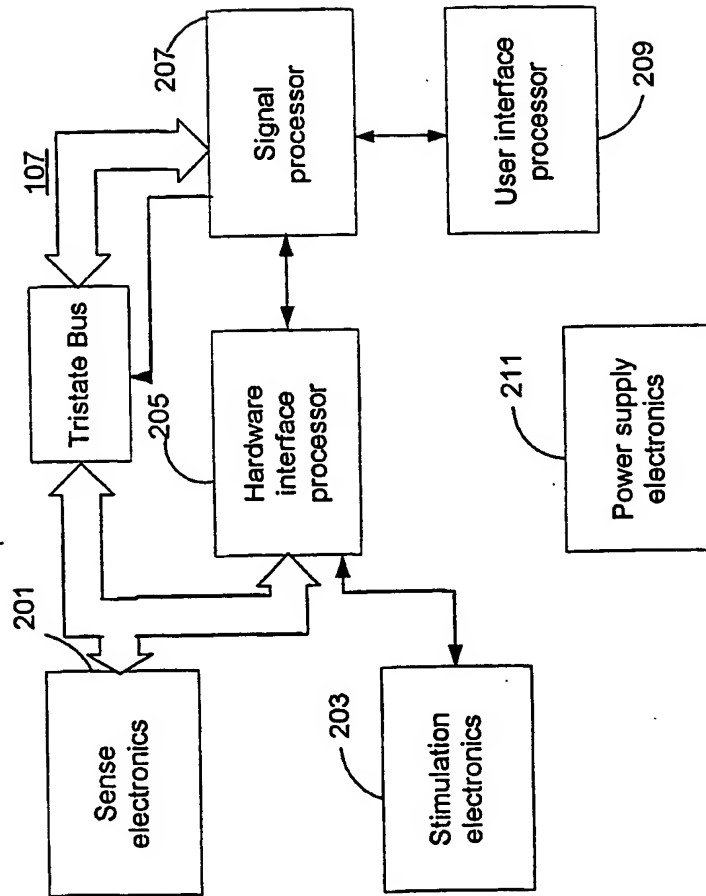 107
201
Sense
electronics
Tristate Bus
207
Signal
processor
205
Hardware
interface
processor
203
Stimulation
electronics
User interface
processor
209
211
Power supply
electronics